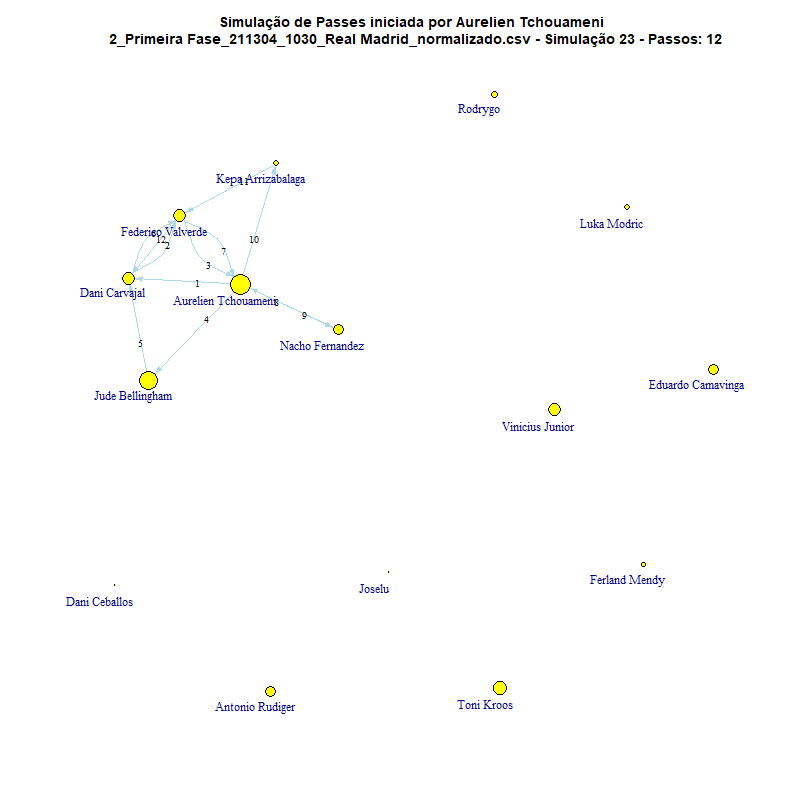 Simulação de Passes iniciada por Aurelien Tchouameni
2_Primeira Fase_211304_1030_Real Madrid_normalizado.csv - Simulação 23 - Passos: 12
Rodrygo
Kepa Arrizabalaga
11
Luka Modric
Federico Valverde
12
2
10
7
3
Dani Carvajal
1
Aurelien Tchouameni
8
9
4
5
Nacho Fernandez
Eduardo Camavinga
Jude Bellingham
Vinicius Junior
Ferland Mendy
Joselu
Dani Ceballos
Antonio Rudiger
Toni Kroos